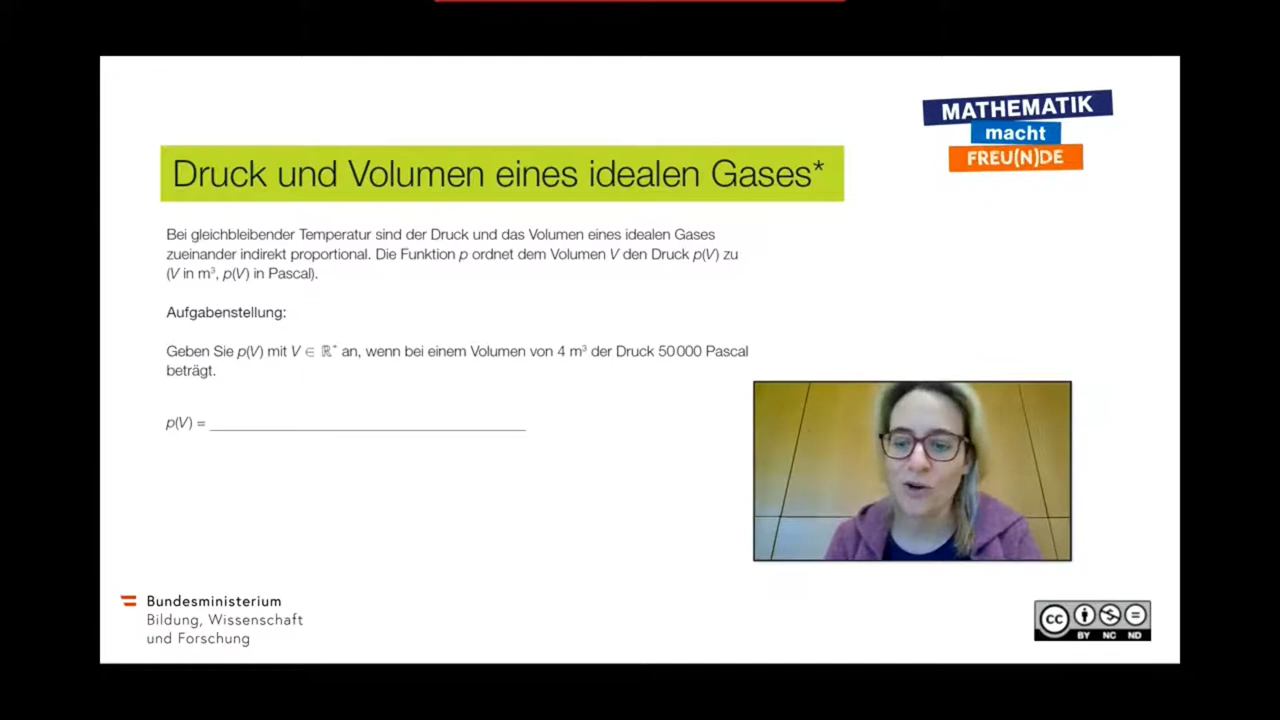 MATHEMATIK
macht
FREU(N)DE
Druck und Volumen eines idealen Gases*
Bei gleichbleibender Temperatur sind der Druck und das Volumen eines idealen Gases
zueinander indirekt proportional. Die Funktion p ordnet dem Volumen V den Druck p(V) zu
(V in m³, p(V) in Pascal).
Aufgabenstellung:
Geben Sie p(V) mit V ∈ ℝ⁺ an, wenn bei einem Volumen von 4 m³ der Druck 50 000 Pascal
beträgt.
p(V) = ________________________________________
Bundesministerium
Bildung, Wissenschaft
und Forschung
CC BY NC ND